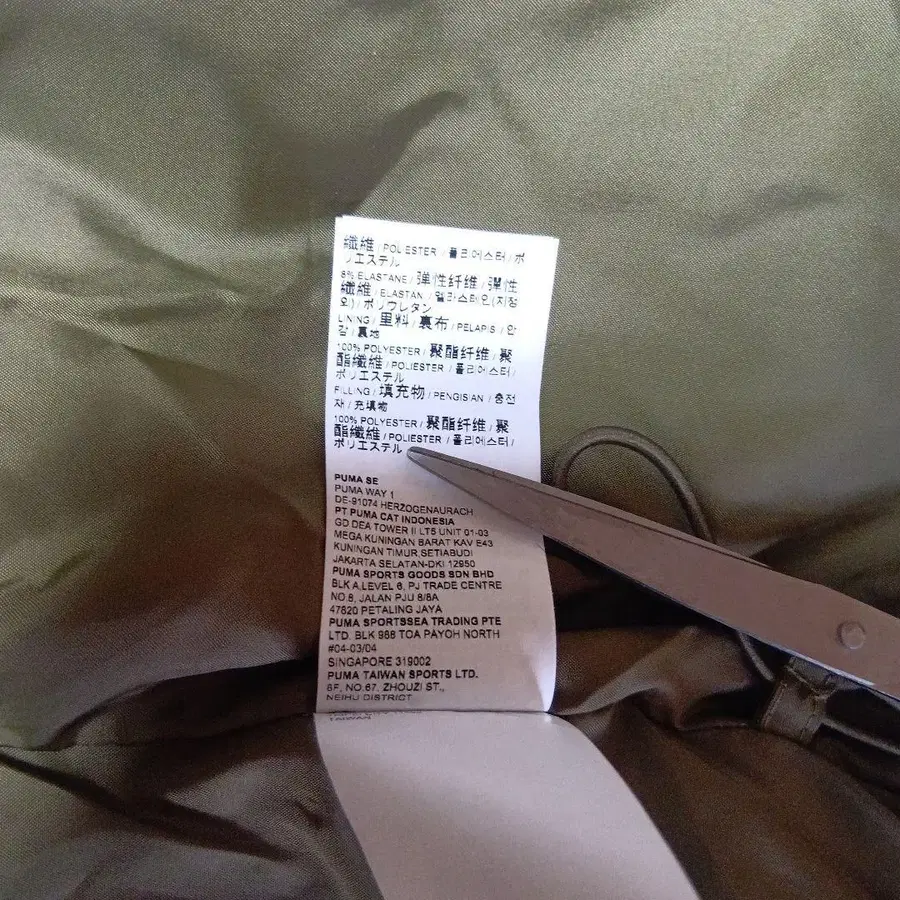 纖維 / POLIESTER / 폴리에스터 / ポ
リエステル
8% ELASTANE / 弹性纤维 / 彈性
纖維 / ELASTAN / 엘라스테인(지점
외) / ポリウレタン
LINING / 里料 / 裏布 / PELAPIS / 안
감 / 裏地
100% POLYESTER / 聚酯纤维 / 聚
酯纖維 / POLIESTER / 폴리에스터 /
ポリエステル
FILLING / 填充物 / PENGISIAN / 충전
재 / 充填物
100% POLYESTER / 聚酯纤维 / 聚
酯纖維 / POLIESTER / 폴리에스터 /
ポリエステル
PUMA SE
PUMA WAY 1
DE-91074 HERZOGENAURACH
PT PUMA CAT INDONESIA
GD DEA TOWER II LT5 UNIT 01-03
MEGA KUNINGAN BARAT KAV E43
KUNINGAN TIMUR,SETIABUDI
JAKARTA SELATAN-DKI 12950
PUMA SPORTS GOODS SDN BHD
BLK A,LEVEL 6, PJ TRADE CENTRE
NO.8, JALAN PJU 8/8A
47820 PETALING JAYA
PUMA SPORTSSEA TRADING PTE
LTD. BLK 988 TOA PAYOH NORTH
#04-03/04
SINGAPORE 319002
PUMA TAIWAN SPORTS LTD.
8F, NO.67, ZHOUZI ST.,
NEIHU DISTRICT,
TAIWAN